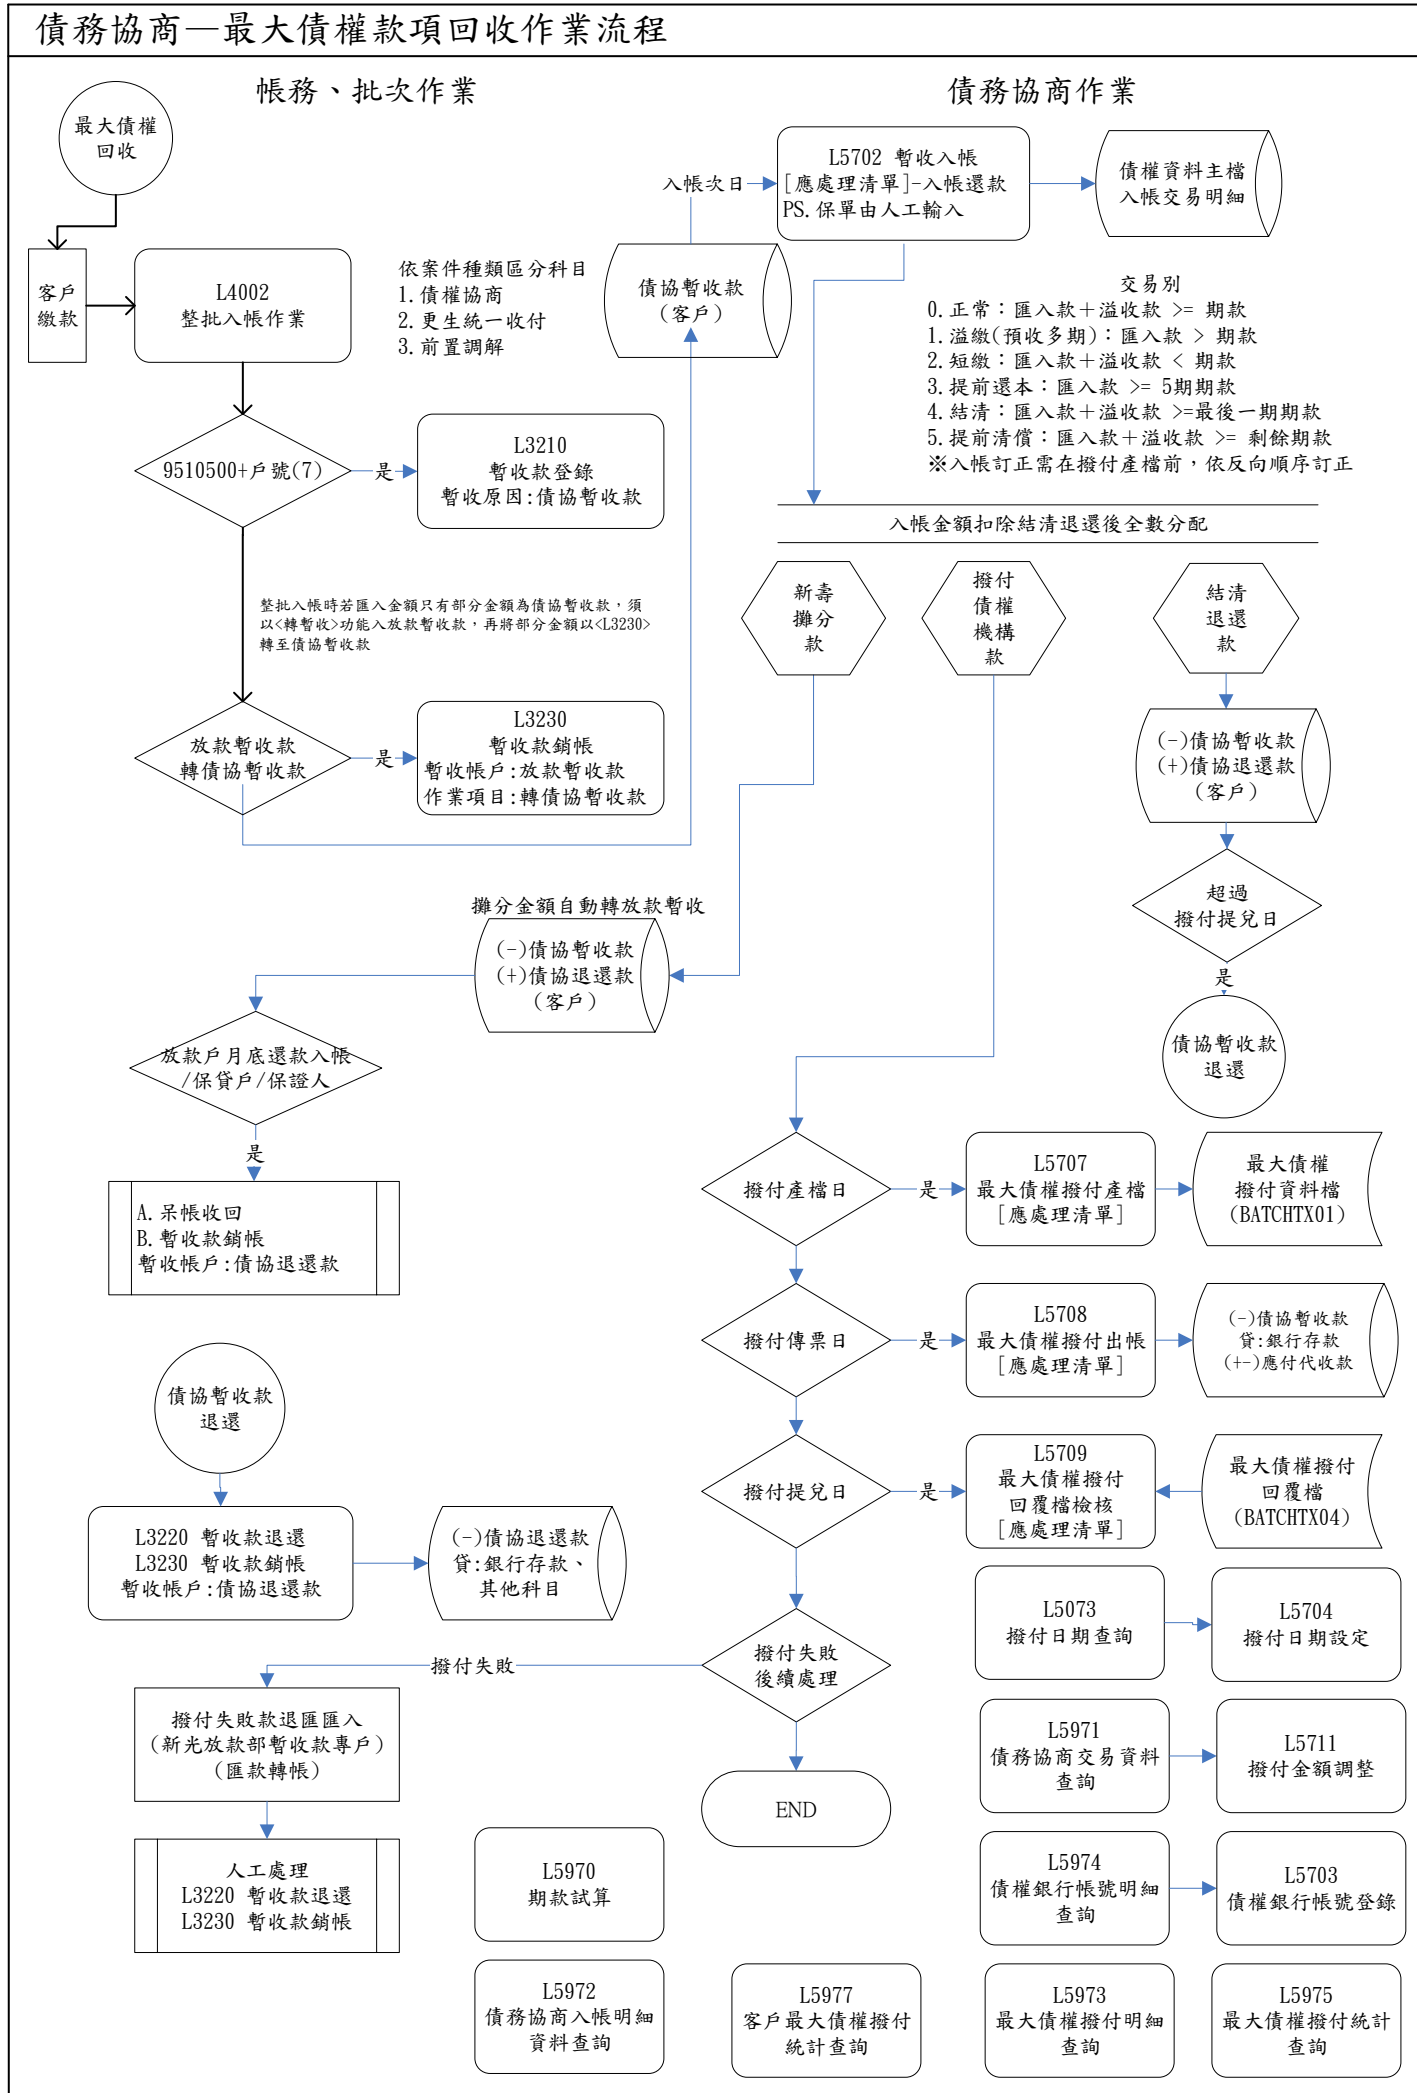 債務協商—最大債權款項回收作業流程
帳務、批次作業
債務協商作業
最大債權
回收
客戶
繳款
L4002
整批入帳作業
依案件種類區分科目
1.債權協商
2.更生統一收付
3.前置調解
入帳次日
債協暫收款
(客戶)
L5702 暫收入帳
[應處理清單]-入帳還款
PS.保單由人工輸入
債權資料主檔
入帳交易明細
交易別
0.正常：匯入款＋溢收款 >= 期款
1.溢繳(預收多期)：匯入款 > 期款
2.短繳：匯入款＋溢收款 < 期款
3.提前還本：匯入款 >= 5期期款
4.結清：匯入款＋溢收款 >=最後一期期款
5.提前清償：匯入款＋溢收款 >= 剩餘期款
※入帳訂正需在撥付產檔前，依反向順序訂正
9510500+戶號(7)
是
L3210
暫收款登錄
暫收原因:債協暫收款
入帳金額扣除結清退還後全數分配
整批入帳時若匯入金額只有部分金額為債協暫收款，須
以<轉暫收>功能入放款暫收款，再將部分金額以<L3230>
轉至債協暫收款
新壽
攤分
款
撥付
債權
機構
款
結清
退還
款
放款暫收款
轉債協暫收款
是
L3230
暫收款銷帳
暫收帳戶:放款暫收款
作業項目:轉債協暫收款
(-)債協暫收款
(+)債協退還款
(客戶)
超過
撥付提兌日
是
債協暫收款
退還
攤分金額自動轉放款暫收
(-)債協暫收款
(+)債協退還款
(客戶)
放款戶月底還款入帳
/保貸戶/保證人
是
A.呆帳收回
B.暫收款銷帳
暫收帳戶:債協退還款
撥付產檔日
是
L5707
最大債權撥付產檔
[應處理清單]
最大債權
撥付資料檔
(BATCHTX01)
撥付傳票日
是
L5708
最大債權撥付出帳
[應處理清單]
(-)債協暫收款
貸:銀行存款
(+-)應付代收款
債協暫收款
退還
撥付提兌日
是
L5709
最大債權撥付
回覆檔檢核
[應處理清單]
最大債權撥付
回覆檔
(BATCHTX04)
L3220 暫收款退還
L3230 暫收款銷帳
暫收帳戶:債協退還款
(-)債協退還款
貸:銀行存款、
其他科目
撥付失敗
後續處理
撥付失敗
L5073
撥付日期查詢
L5704
撥付日期設定
撥付失敗款退匯匯入
(新光放款部暫收款專戶)
(匯款轉帳)
END
L5971
債務協商交易資料
查詢
L5711
撥付金額調整
人工處理
L3220 暫收款退還
L3230 暫收款銷帳
L5970
期款試算
L5974
債權銀行帳號明細
查詢
L5703
債權銀行帳號登錄
L5972
債務協商入帳明細
資料查詢
L5977
客戶最大債權撥付
統計查詢
L5973
最大債權撥付明細
查詢
L5975
最大債權撥付統計
查詢